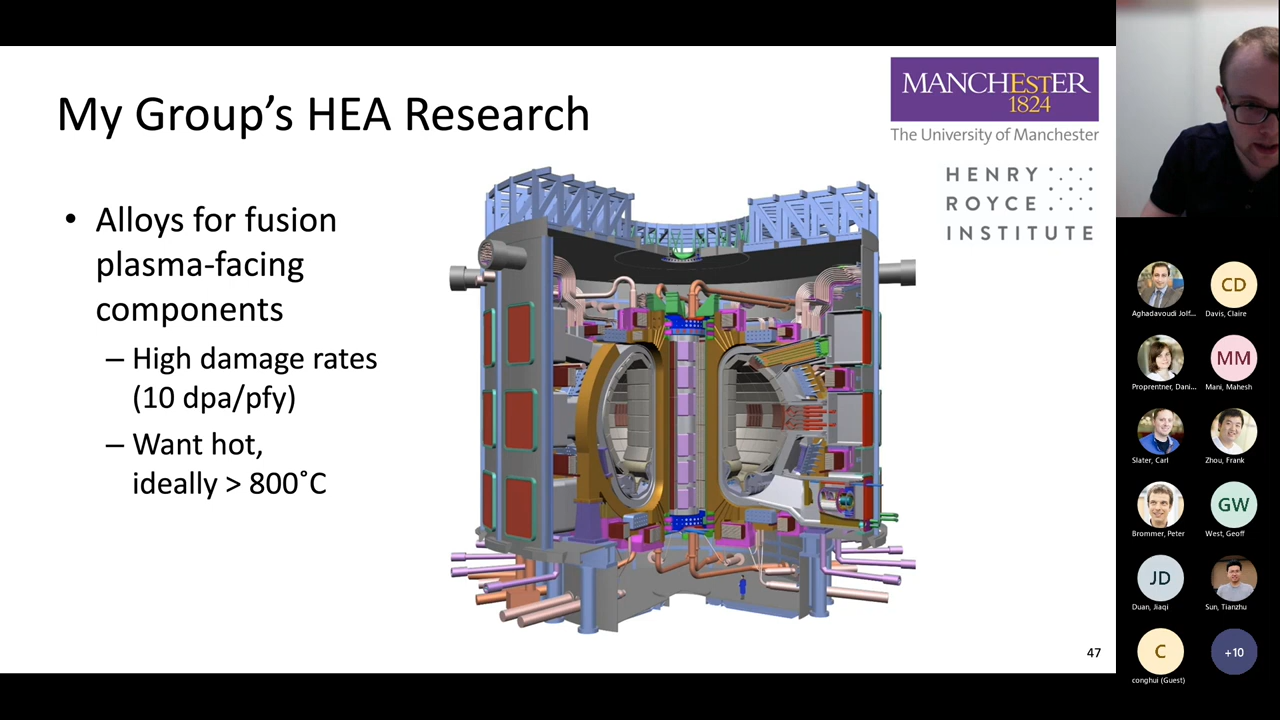 My Group's HEA Research
MANCHESTER
1824
The University of Manchester
HENRY
ROYCE
INSTITUTE
• Alloys for fusion
plasma-facing
components
– High damage rates
(10 dpa/pfy)
– Want hot,
ideally > 800˚C
47
Aghadavoudi Jolf...
CD
Davis, Claire
Proprentner, Dani...
MM
Mani, Mahesh
Slater, Carl
Zhou, Frank
Brommer, Peter
GW
West, Geoff
JD
Duan, Jiaqi
Sun, Tianzhu
C
conghui (Guest)
+10